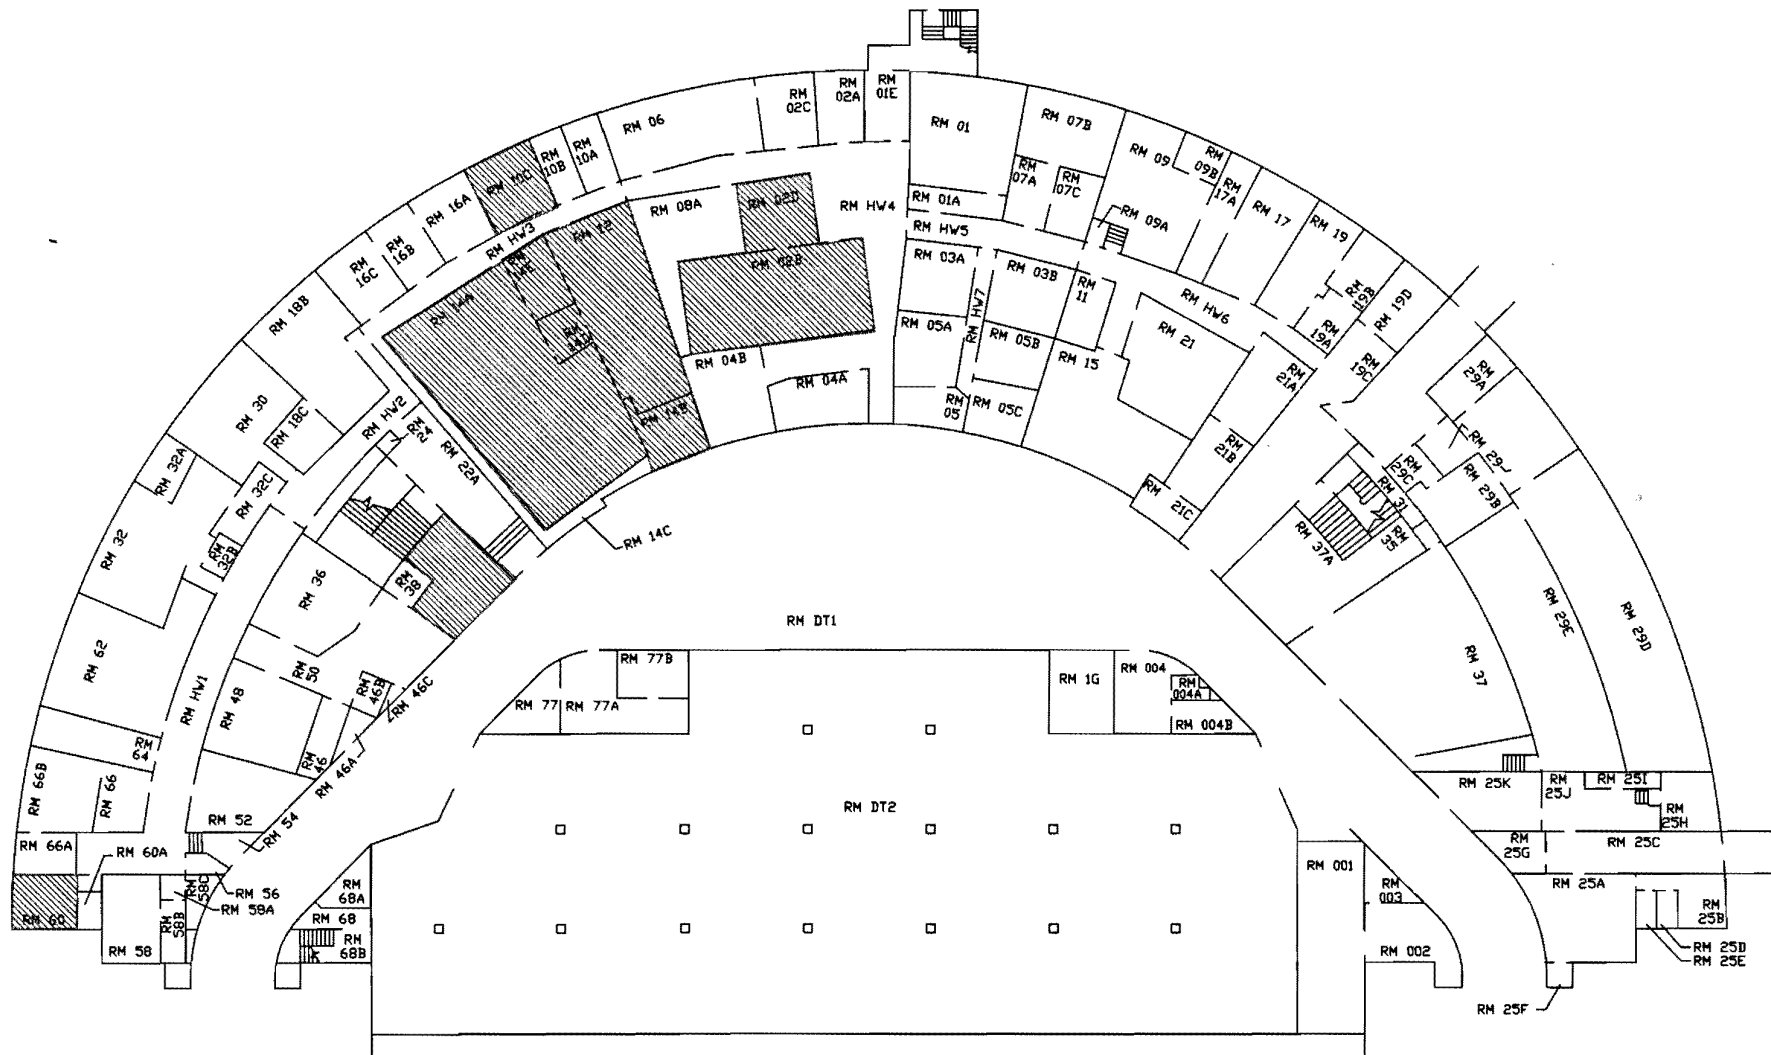 RM
02C
RM
02A
RM
01E
RM 06
RM
10A
RM
10B
RM 10C
RM 16A
RM
16B
RM
16C
RM 18B
RM HW3
RM 12
RM 08A
RM 02D
RM 02B
RM HW4
RM 01
RM 01A
RM 07B
RM
07A
RM
07C
RM 09
RM
09B
RM
17A
RM 17
RM 19
RM 09A
RM HW5
RM 03A
RM 03B
RM
11
RM HW7
RM HW6
RM
19B
RM 19D
RM
19A
RM
19C
RM 14A
RM
14E
RM 04B
RM 04A
RM 14B
RM 05A
RM 05B
RM 15
RM 21
RM
21A
RM
05
RM 05C
RM
21B
RM
21C
RM
29A
RM 29J
RM
29C
RM 29B
RM 31
RM
35
RM 37A
RM 30
RM 18C
RM HW2
RM
24
RM 22A
RM 32A
RM 32C
RM 32
RM
32B
RM 14C
RM 36
RM
38
RM DT1
RM 29E
RM 29D
RM 62
RM HW1
RM 48
RM
50
RM
46B
RM 46C
RM 77B
RM 77
RM 77A
RM 1G
RM 004
RM
004A
RM 004B
RM 37
RM
64
RM
46
RM 46A
RM 66B
RM 66
RM 52
RM 54
RM DT2
RM 25K
RM
25J
RM 25I
RM
25H
RM 66A
RM 60A
RM
25G
RM 25C
RM 60
RM
58C
RM 56
RM 58A
RM
58B
RM 58
RM
68A
RM 68
RM
68B
RM 001
RM
003
RM 002
RM 25A
RM
25B
RM 25D
RM 25E
RM 25F